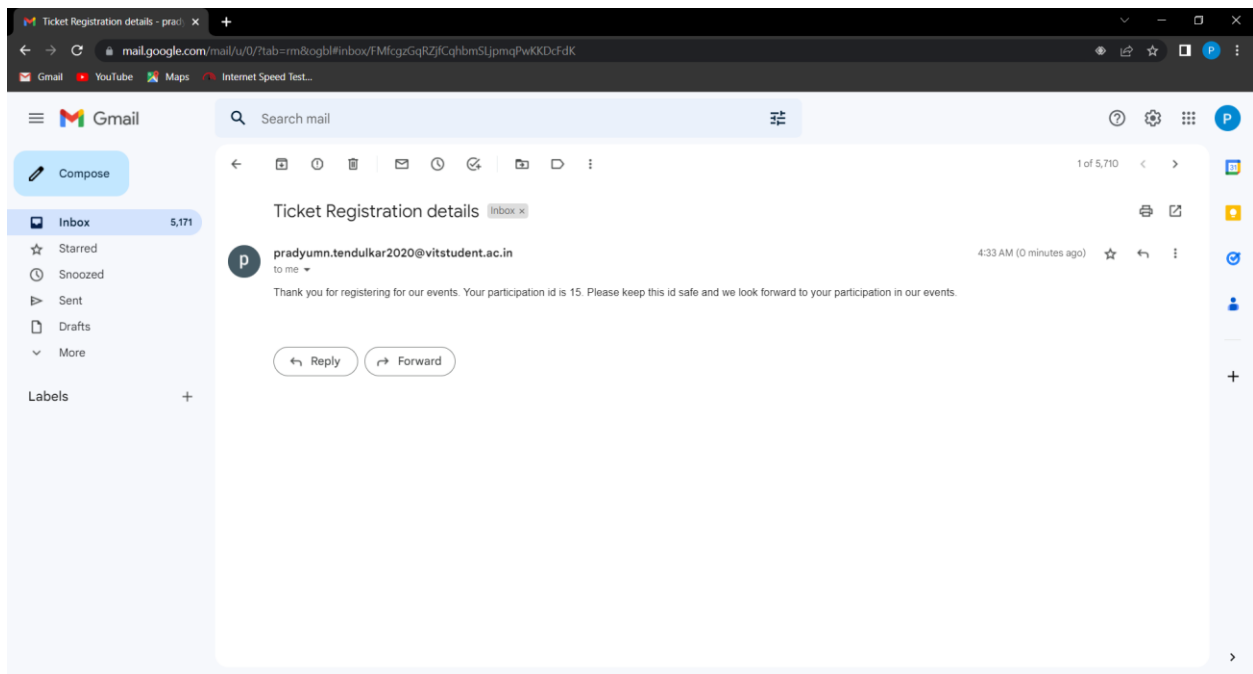 Ticket Registration details - prad
mail.google.com/mail/u/0/?tab=rm&ogbl#inbox/FMfcgzGqRZjfCqhbmSLjpmqPwKKDcFdK
P
Gmail YouTube Maps Internet Speed Test...
Gmail
Search mail
P
Compose
1 of 5,710
31
Inbox 5,171
Starred
Snoozed
Sent
Drafts
More
Labels
Ticket Registration details Inbox ×
p
pradyumn.tendulkar2020@vitstudent.ac.in
4:33 AM (0 minutes ago)
to me
Thank you for registering for our events. Your participation id is 15. Please keep this id safe and we look forward to your participation in our events.
Reply Forward